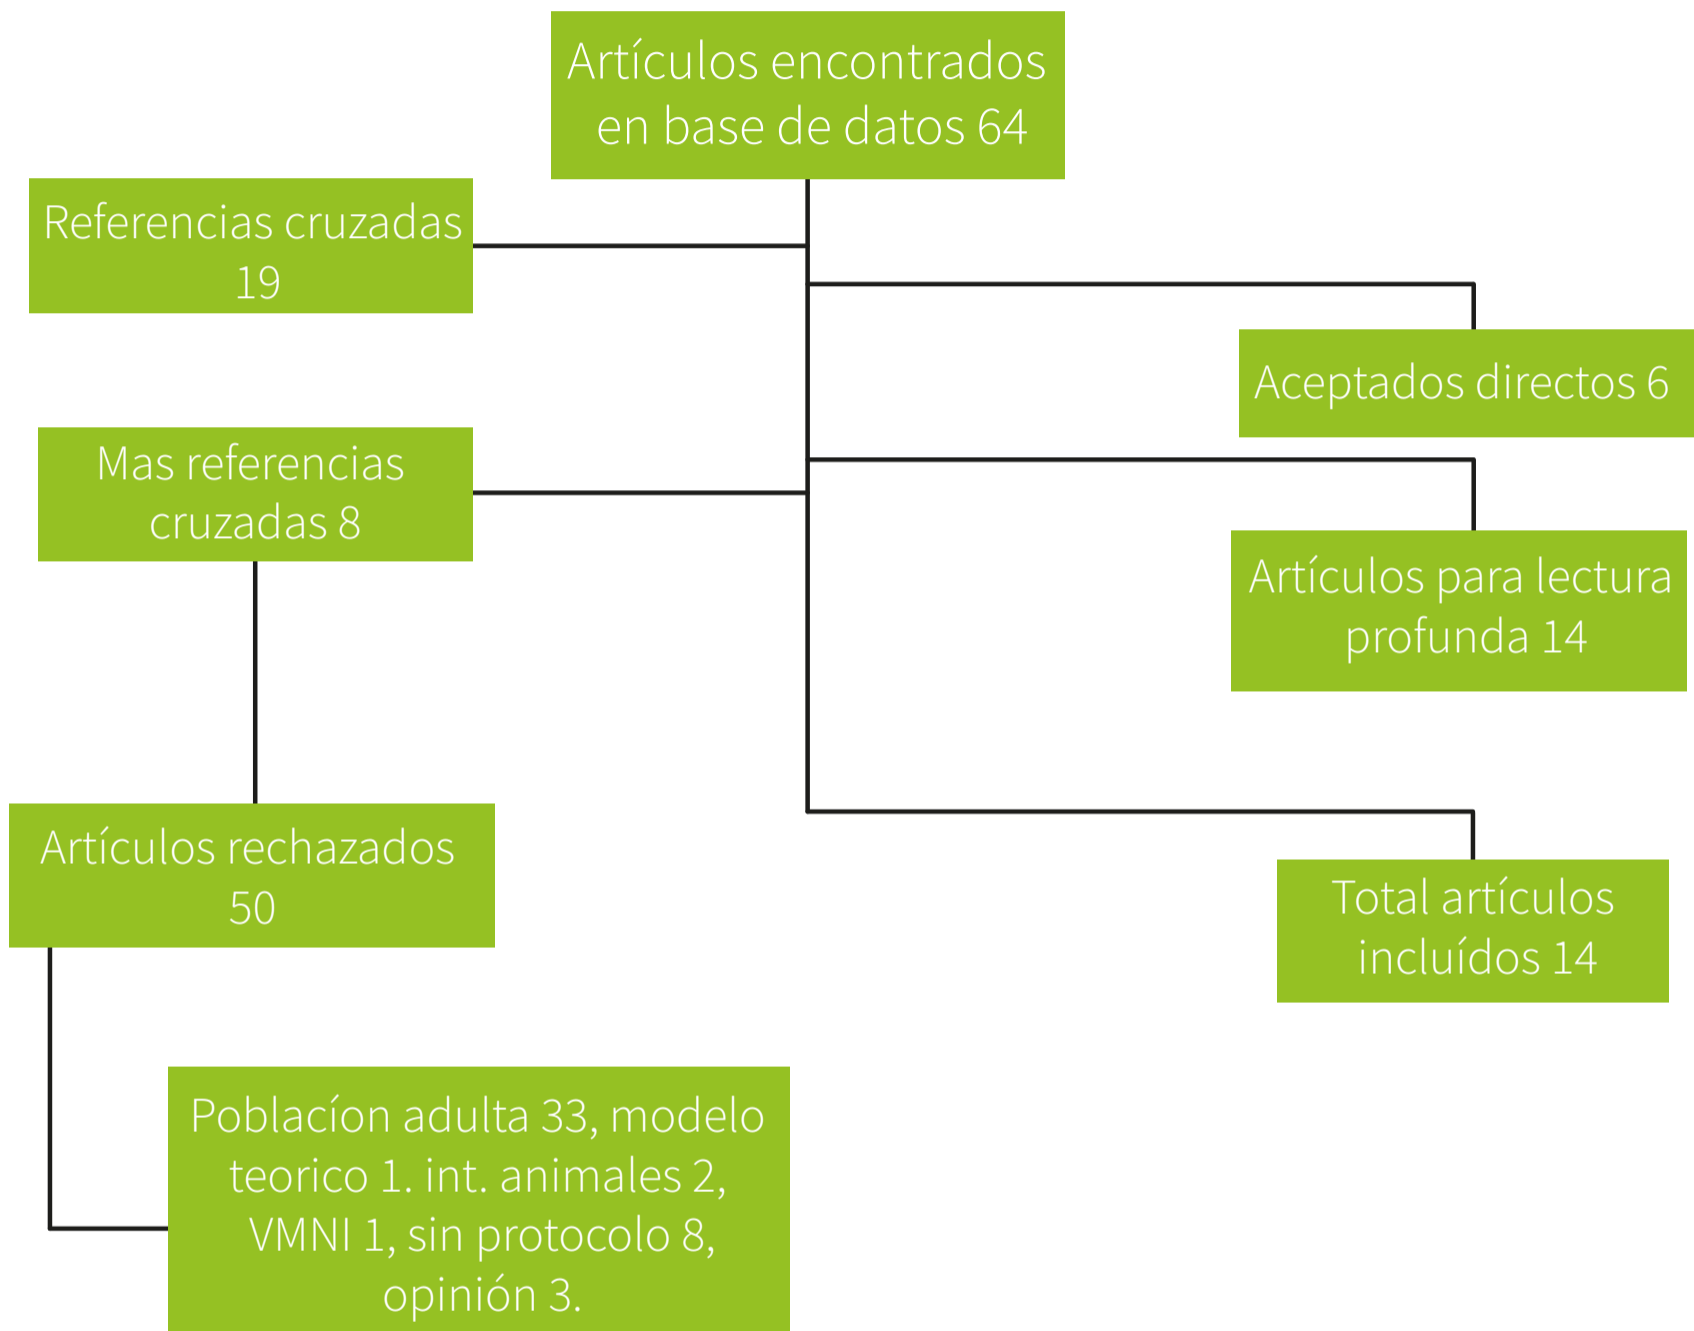 Artículos encontrados
en base de datos 64
Referencias cruzadas
19
Aceptados directos 6
Mas referencias
cruzadas 8
Artículos para lectura
profunda 14
Artículos rechazados
50
Total artículos
incluídos 14
Poblacíon adulta 33, modelo
teorico 1. int. animales 2,
VMNI 1, sin protocolo 8,
opinión 3.